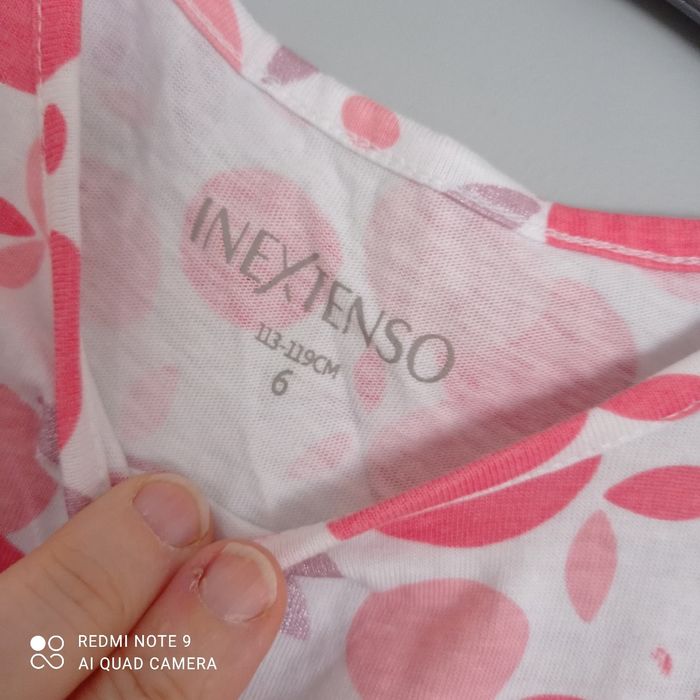 INEXTENSO
113-119CM
6
REDMI NOTE 9
AI QUAD CAMERA